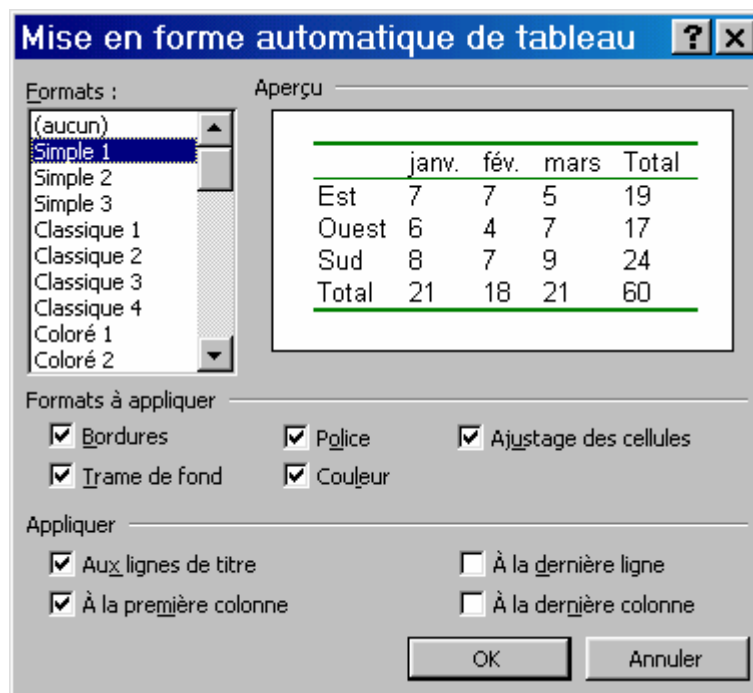 Mise en forme automatique de tableau
Formats :
(aucun)
Simple 1
Simple 2
Simple 3
Classique 1
Classique 2
Classique 3
Classique 4
Coloré 1
Coloré 2
Aperçu
janv. fév. mars Total
Est 7 7 5 19
Ouest 6 4 7 17
Sud 8 7 9 24
Total 21 18 21 60
Formats à appliquer
Bordures Police Ajustage des cellules
Trame de fond Couleur
Appliquer
Aux lignes de titre À la dernière ligne
À la première colonne À la dernière colonne
OK Annuler